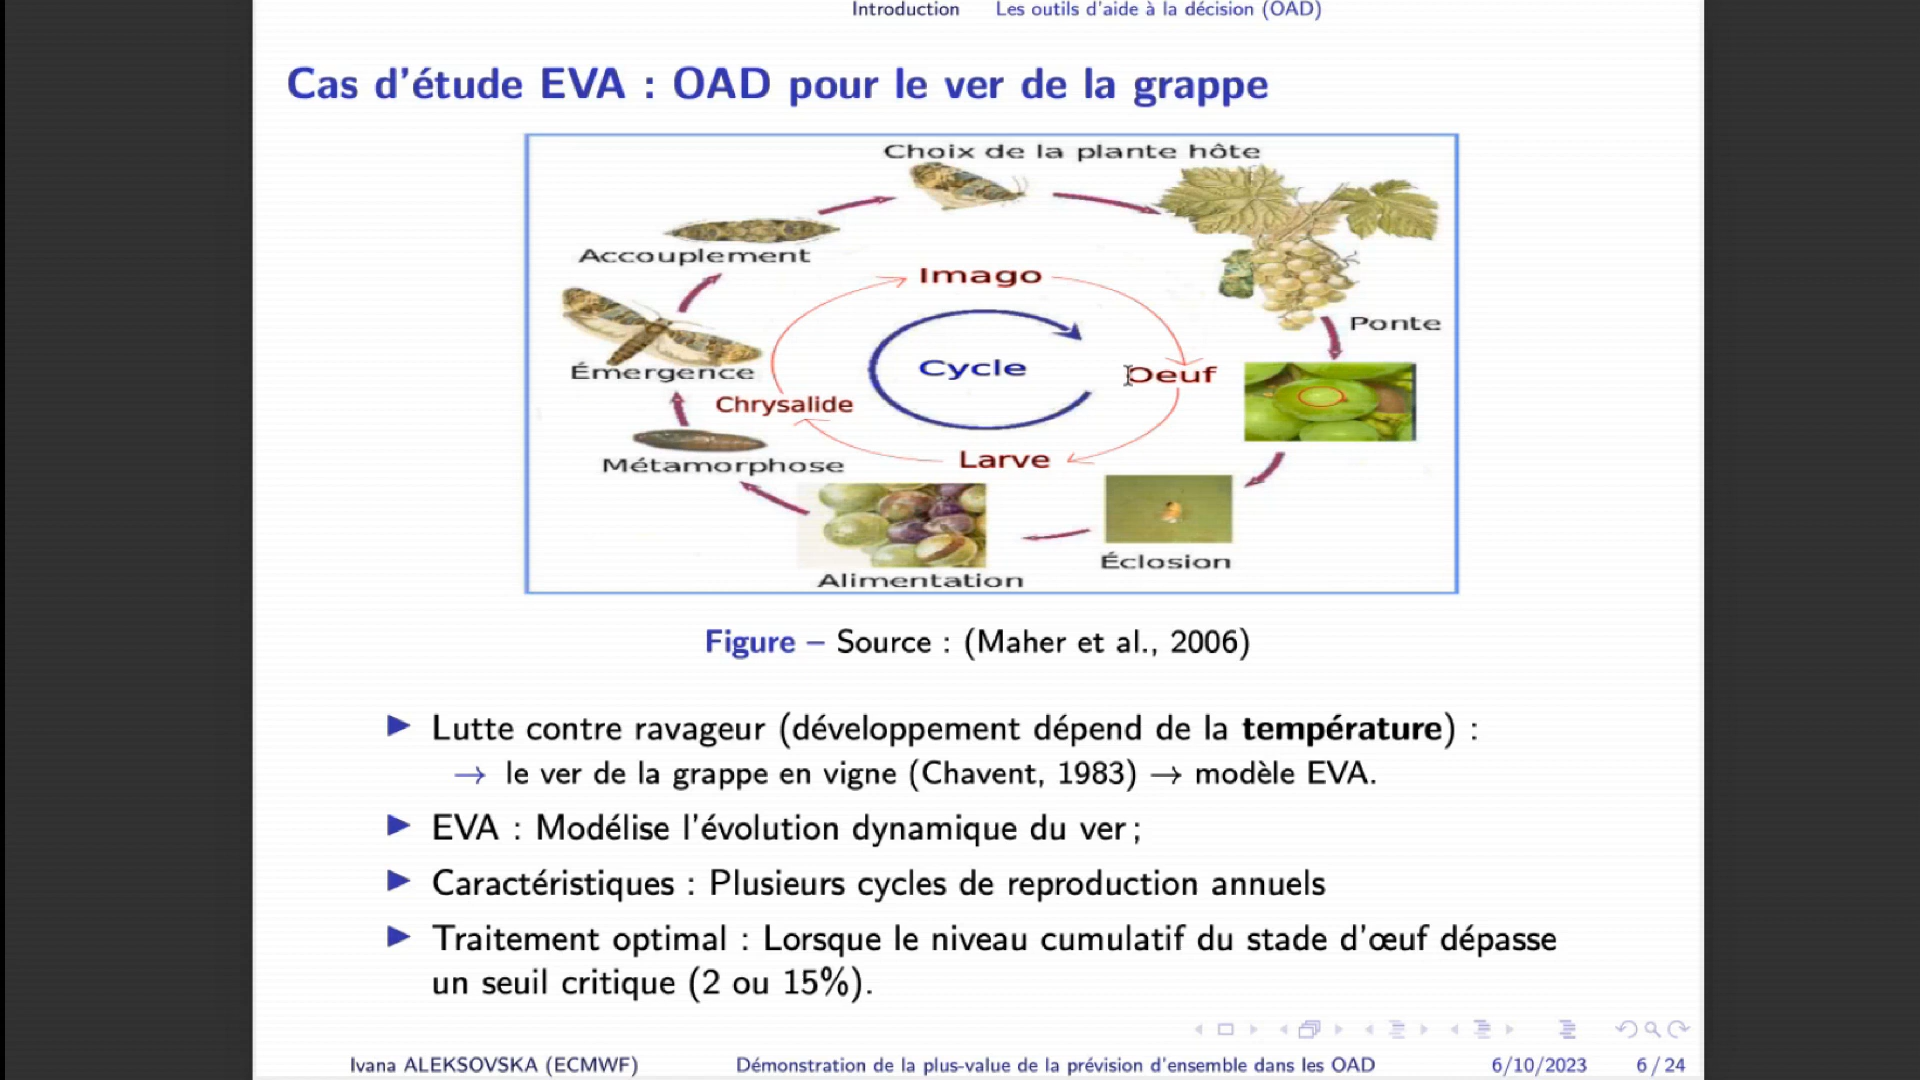 Introduction Les outils d'aide à la décision (OAD)
Cas d'étude EVA : OAD pour le ver de la grappe
Choix de la plante hôte
Accouplement
Imago
Ponte
Émergence
Cycle
Oeuf
Chrysalide
Métamorphose
Larve
Éclosion
Alimentation
Figure – Source : (Maher et al., 2006)
▶ Lutte contre ravageur (développement dépend de la température) :
→ le ver de la grappe en vigne (Chavent, 1983) → modèle EVA.
▶ EVA : Modélise l'évolution dynamique du ver ;
▶ Caractéristiques : Plusieurs cycles de reproduction annuels
▶ Traitement optimal : Lorsque le niveau cumulatif du stade d'œuf dépasse
un seuil critique (2 ou 15%).
Ivana ALEKSOVSKA (ECMWF) Démonstration de la plus-value de la prévision d'ensemble dans les OAD 6/10/2023 6 / 24